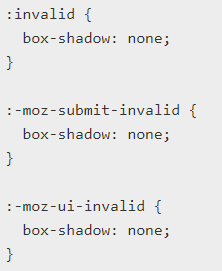 :invalid {
  box-shadow: none;
}

:-moz-submit-invalid {
  box-shadow: none;
}

:-moz-ui-invalid {
  box-shadow: none;
}